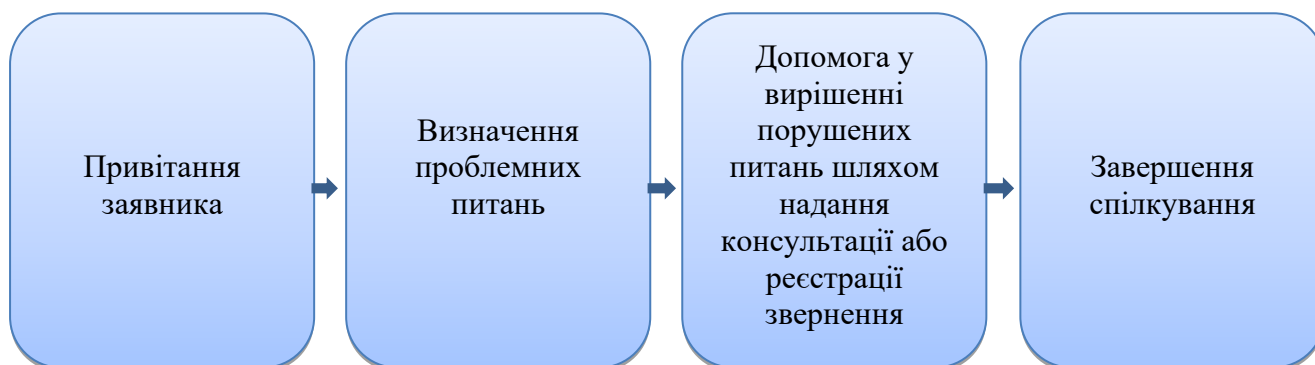 Привітання
заявника
Визначення
проблемних
питань
Допомога у
вирішенні
порушених
питань шляхом
надання
консультації або
реєстрації
звернення
Завершення
спілкування